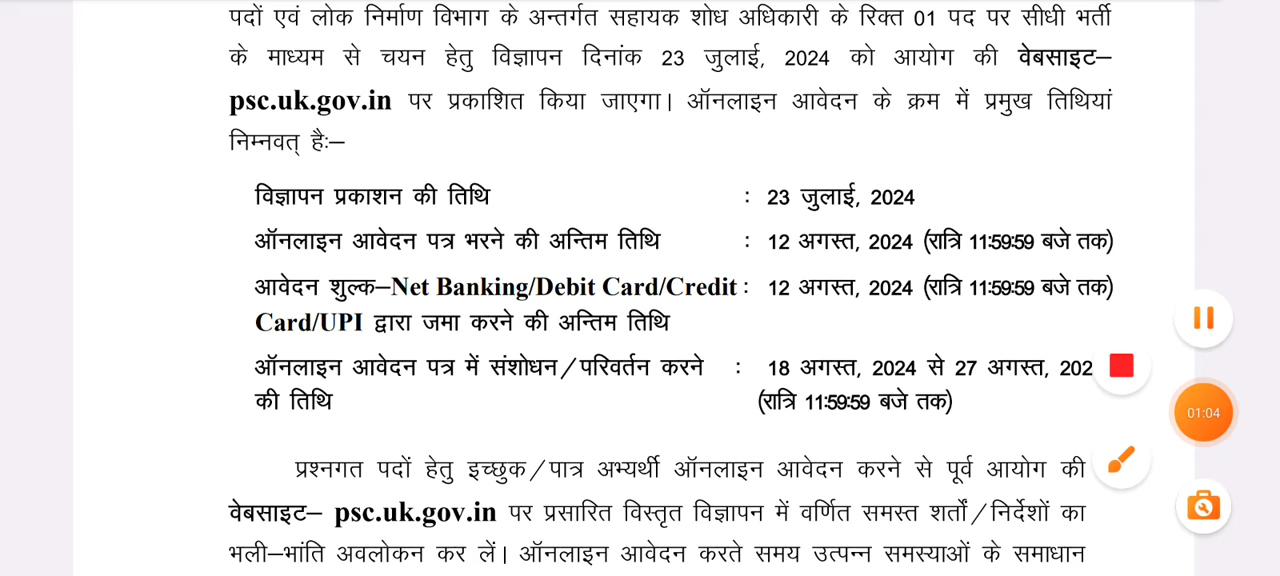 पदों एवं लोक निर्माण विभाग के अन्तर्गत सहायक शोध अधिकारी के रिक्त 01 पद पर सीधी भर्ती
के माध्यम से चयन हेतु विज्ञापन दिनांक 23 जुलाई, 2024 को आयोग की वेबसाइट–
psc.uk.gov.in पर प्रकाशित किया जाएगा। ऑनलाइन आवेदन के क्रम में प्रमुख तिथियां
निम्नवत् हैः–
विज्ञापन प्रकाशन की तिथि : 23 जुलाई, 2024
ऑनलाइन आवेदन पत्र भरने की अन्तिम तिथि : 12 अगस्त, 2024 (रात्रि 11:59:59 बजे तक)
आवेदन शुल्क–Net Banking/Debit Card/Credit : 12 अगस्त, 2024 (रात्रि 11:59:59 बजे तक)
Card/UPI द्वारा जमा करने की अन्तिम तिथि
ऑनलाइन आवेदन पत्र में संशोधन/परिवर्तन करने : 18 अगस्त, 2024 से 27 अगस्त, 202
की तिथि (रात्रि 11:59:59 बजे तक)
01:04
प्रश्नगत पदों हेतु इच्छुक/पात्र अभ्यर्थी ऑनलाइन आवेदन करने से पूर्व आयोग की
वेबसाइट– psc.uk.gov.in पर प्रसारित विस्तृत विज्ञापन में वर्णित समस्त शर्तों/निर्देशों का
भली–भांति अवलोकन कर लें। ऑनलाइन आवेदन करते समय उत्पन्न समस्याओं के समाधान